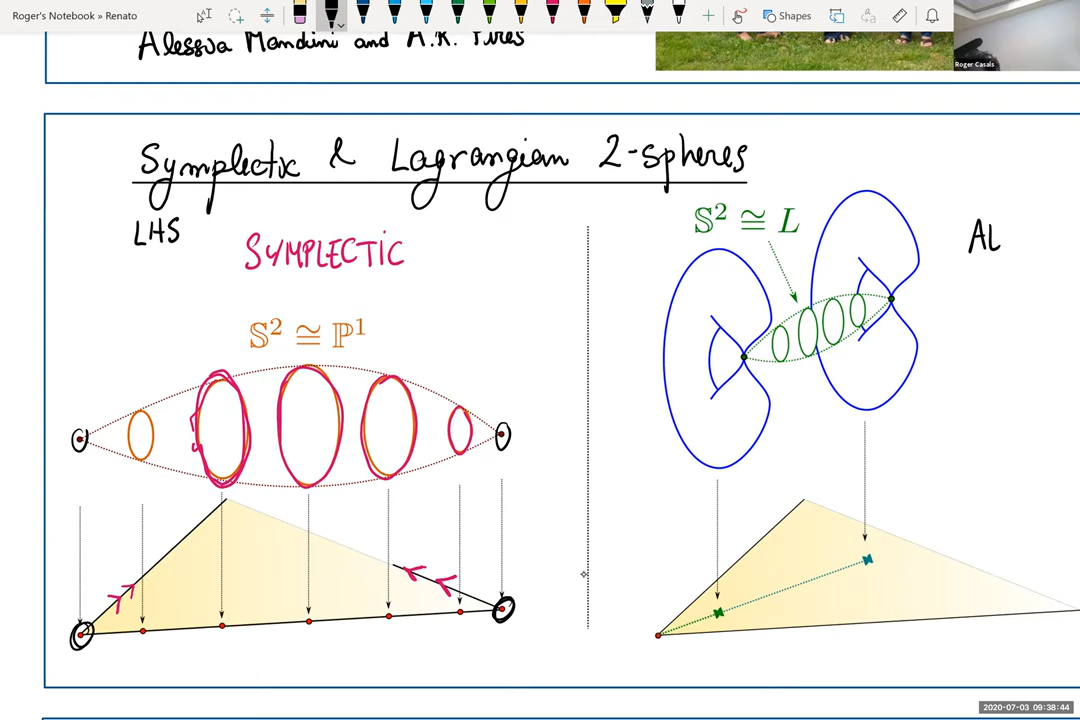 Roger's Notebook » Renato
Shapes
Alessia Mandini and A.R. Pires
Roger Casals
Symplectic & Lagrangian 2-spheres
LHS
SYMPLECTIC
𝕊² ≅ L
AL
𝕊² ≅ ℙ¹
2020-07-03 09:38:44